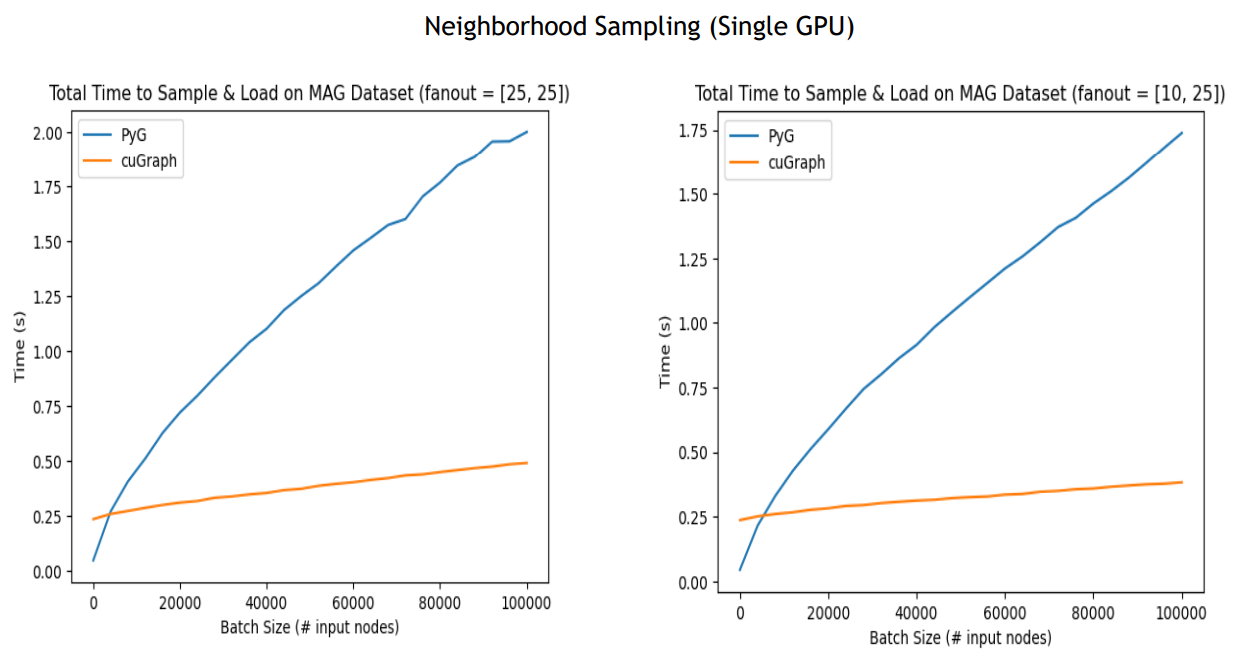 Neighborhood Sampling (Single GPU)
Total Time to Sample & Load on MAG Dataset (fanout = [25, 25])
PyG
cuGraph
2.00
1.75
1.50
1.25
1.00
0.75
0.50
0.25
0.00
Time (s)
0 20000 40000 60000 80000 100000
Batch Size (# input nodes)
Total Time to Sample & Load on MAG Dataset (fanout = [10, 25])
PyG
cuGraph
1.75
1.50
1.25
1.00
0.75
0.50
0.25
0.00
Time (s)
0 20000 40000 60000 80000 100000
Batch Size (# input nodes)